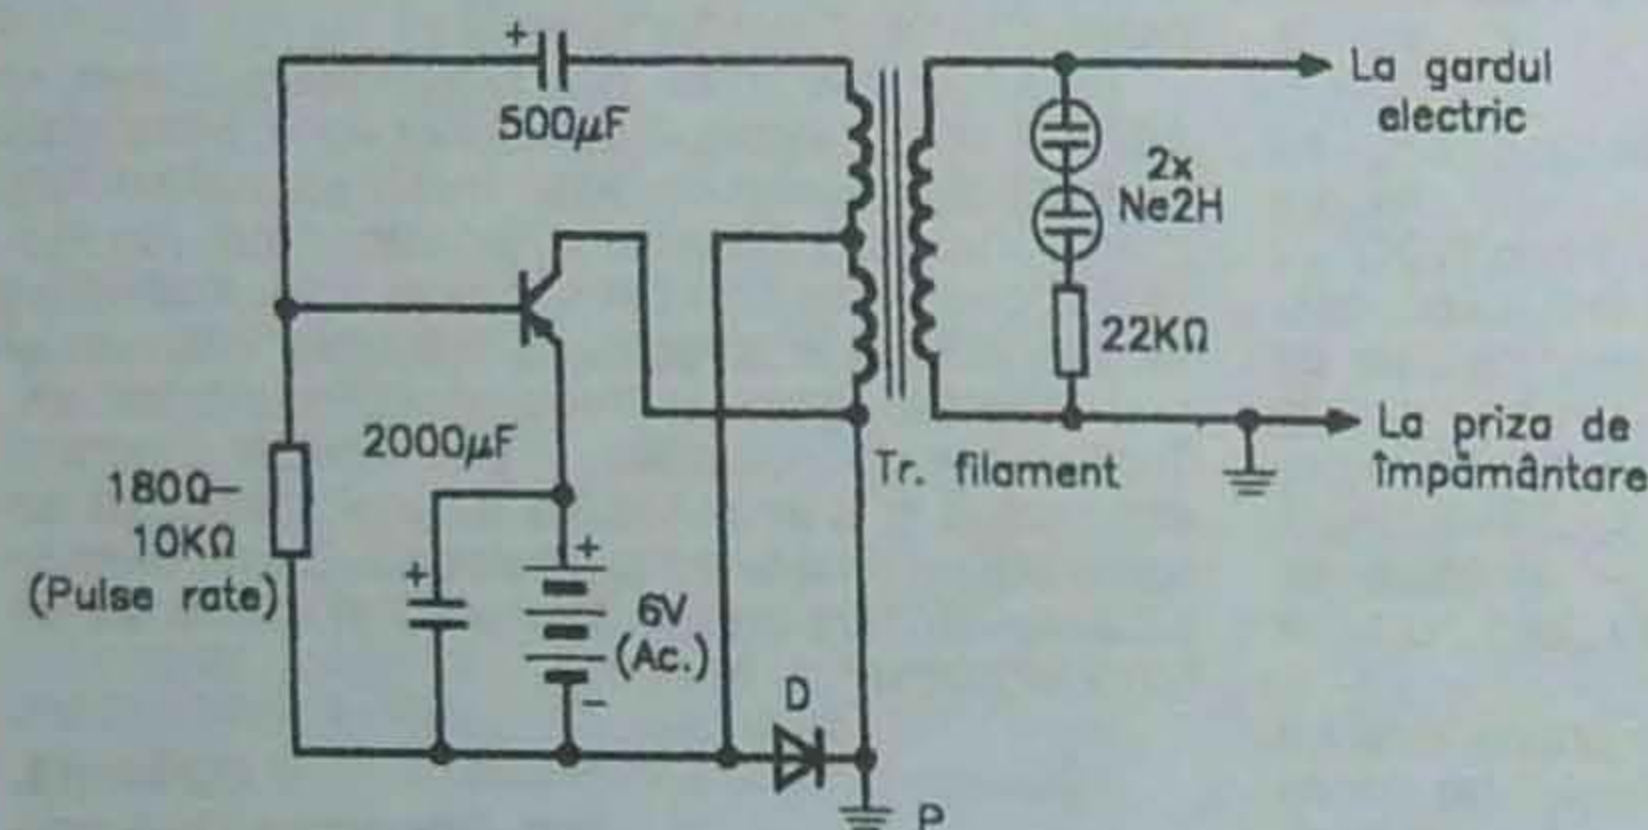 +
500µF
La gardul
electric
2x
Ne2H
22KΩ
2000µF
Tr. filament
La priza de
împământare
180Ω–
10KΩ
(Pulse rate)
+
+
6V
(Ac.)
–
D
P